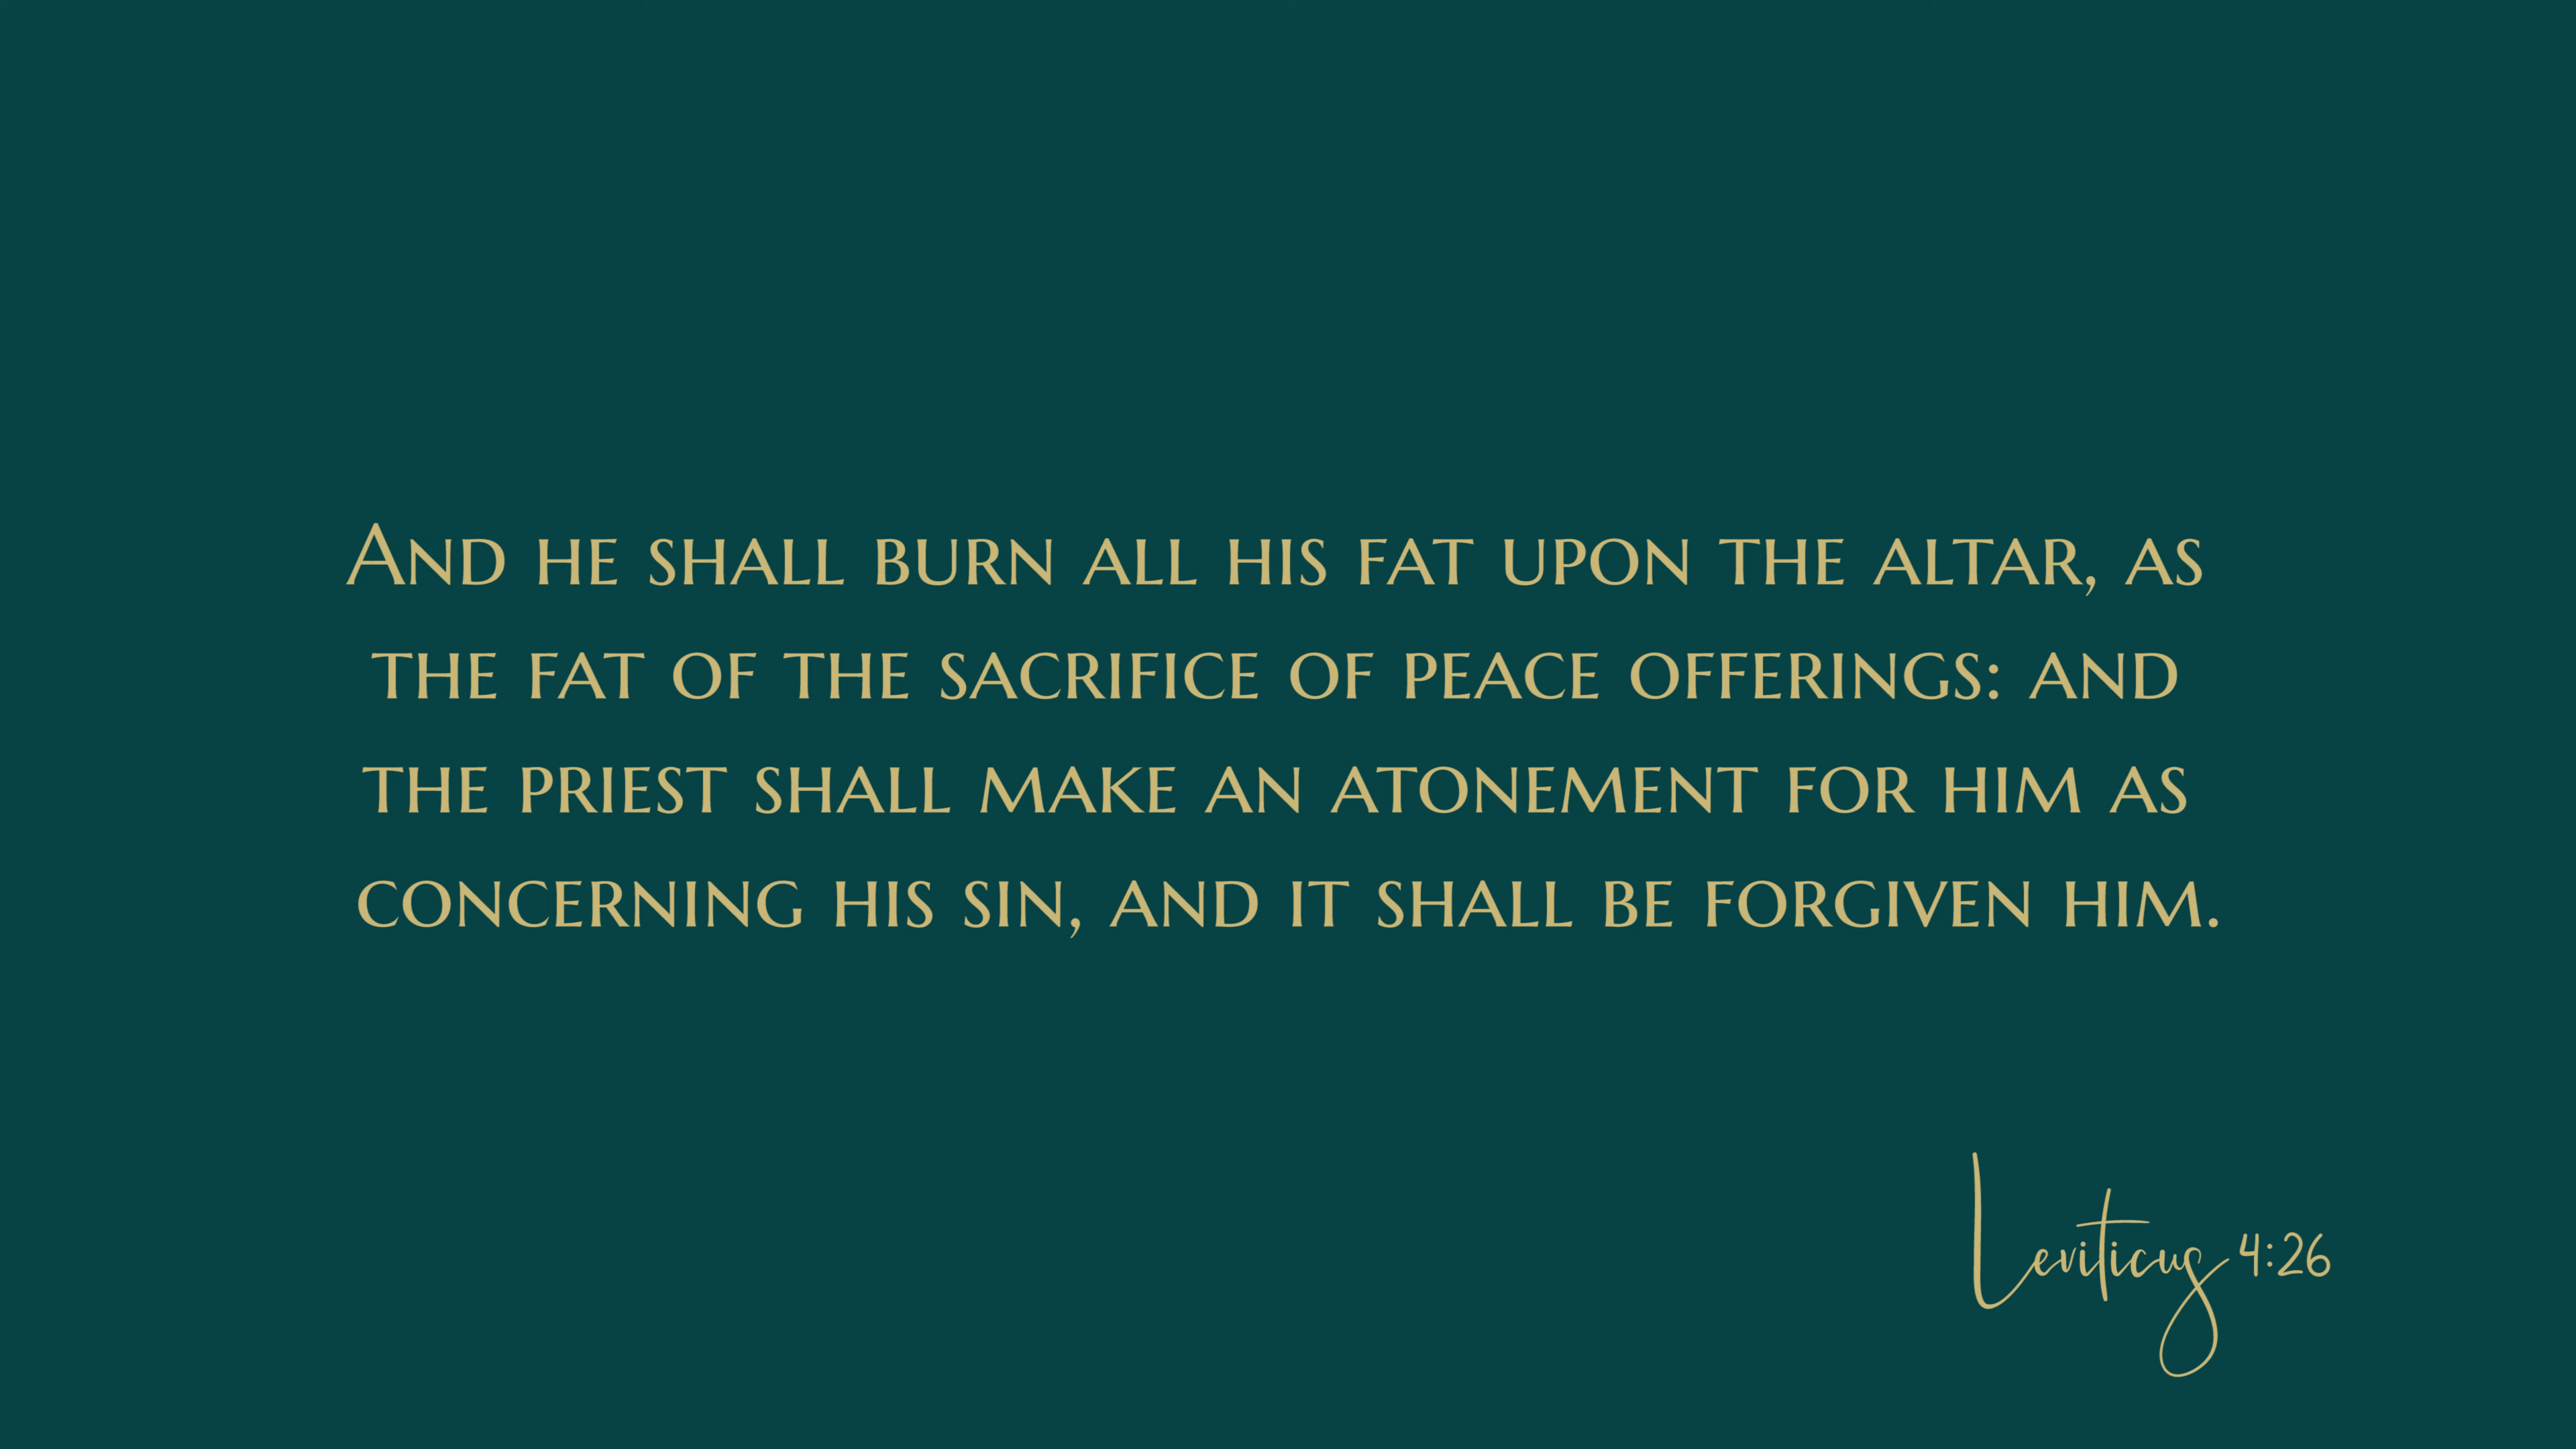 And he shall burn all his fat upon the altar, as
the fat of the sacrifice of peace offerings: and
the priest shall make an atonement for him as
concerning his sin, and it shall be forgiven him.
Leviticus 4:26